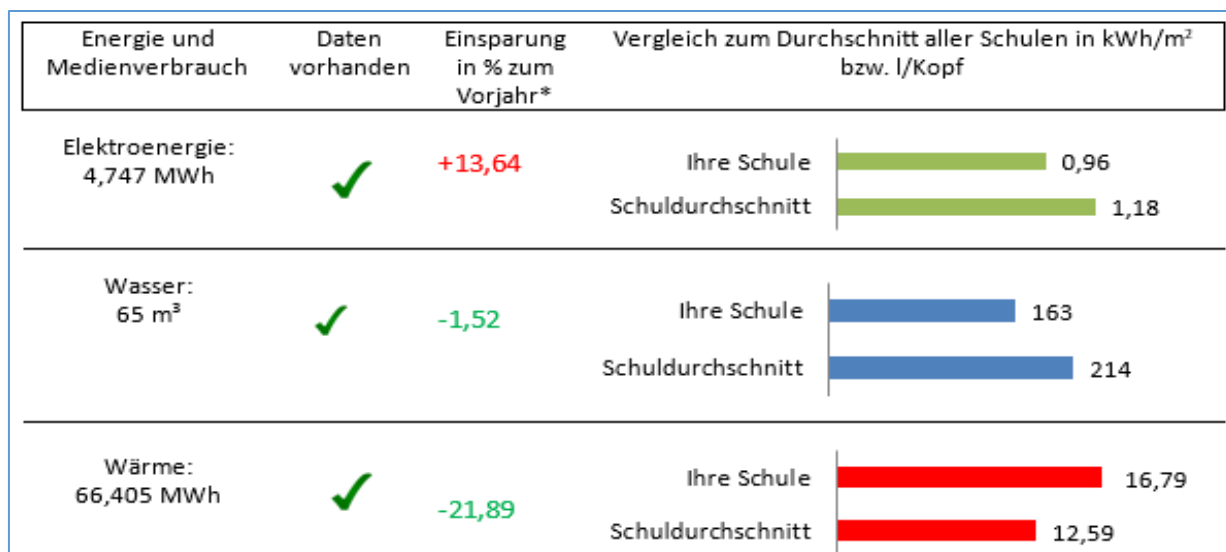 Energie und Medienverbrauch
Daten vorhanden
Einsparung in % zum Vorjahr*
Vergleich zum Durchschnitt aller Schulen in kWh/m² bzw. l/Kopf
Elektroenergie:
4,747 MWh
+13,64
Ihre Schule 0,96
Schuldurchschnitt 1,18
Wasser:
65 m³
-1,52
Ihre Schule 163
Schuldurchschnitt 214
Wärme:
66,405 MWh
-21,89
Ihre Schule 16,79
Schuldurchschnitt 12,59